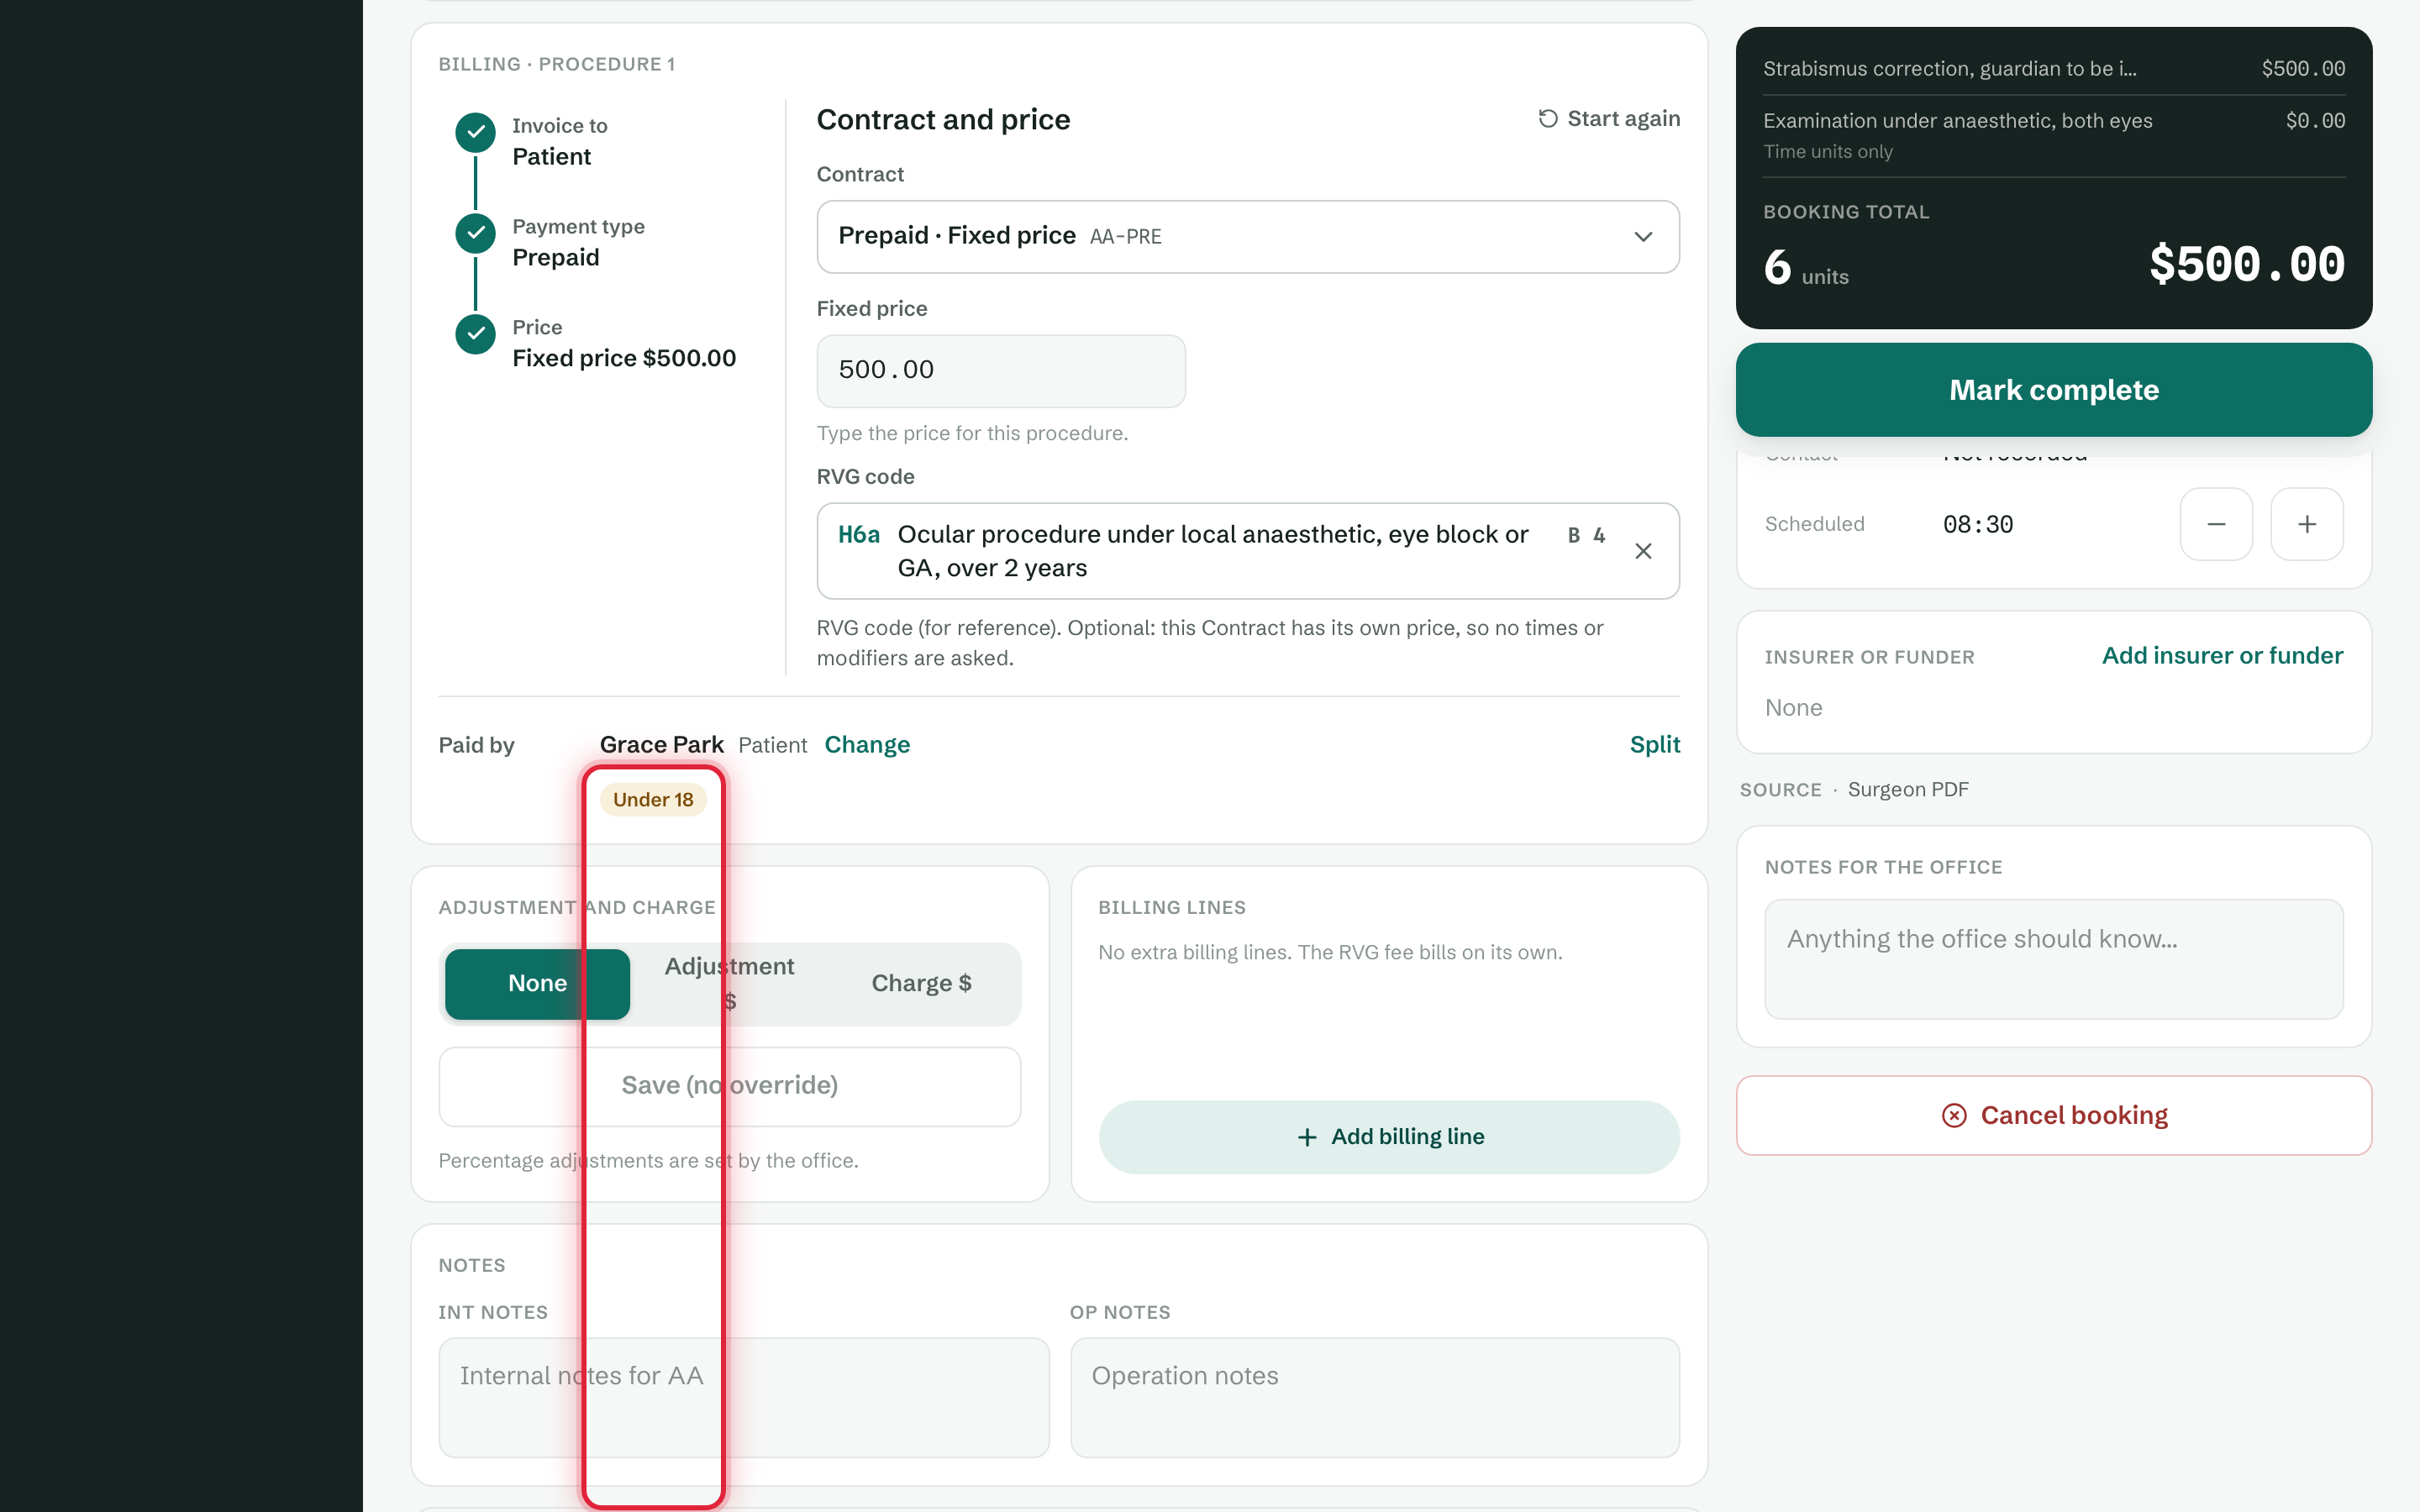 BILLING · PROCEDURE 1
Invoice to
Patient
Payment type
Prepaid
Price
Fixed price $500.00
Contract and price
Start again
Contract
Prepaid · Fixed price AA-PRE
Fixed price
500.00
Type the price for this procedure.
RVG code
H6a Ocular procedure under local anaesthetic, eye block or B 4
GA, over 2 years
RVG code (for reference). Optional: this Contract has its own price, so no times or
modifiers are asked.
Paid by Grace Park Patient Change Split
Under 18
ADJUSTMENT AND CHARGE
None
Adjustment
$
Charge $
Save (no override)
Percentage adjustments are set by the office.
BILLING LINES
No extra billing lines. The RVG fee bills on its own.
Add billing line
NOTES
INT NOTES
Internal notes for AA
OP NOTES
Operation notes
Strabismus correction, guardian to be i... $500.00
Examination under anaesthetic, both eyes $0.00
Time units only
BOOKING TOTAL
6 units $500.00
Mark complete
Contact Not recorded
Scheduled 08:30
INSURER OR FUNDER Add insurer or funder
None
SOURCE · Surgeon PDF
NOTES FOR THE OFFICE
Anything the office should know...
Cancel booking